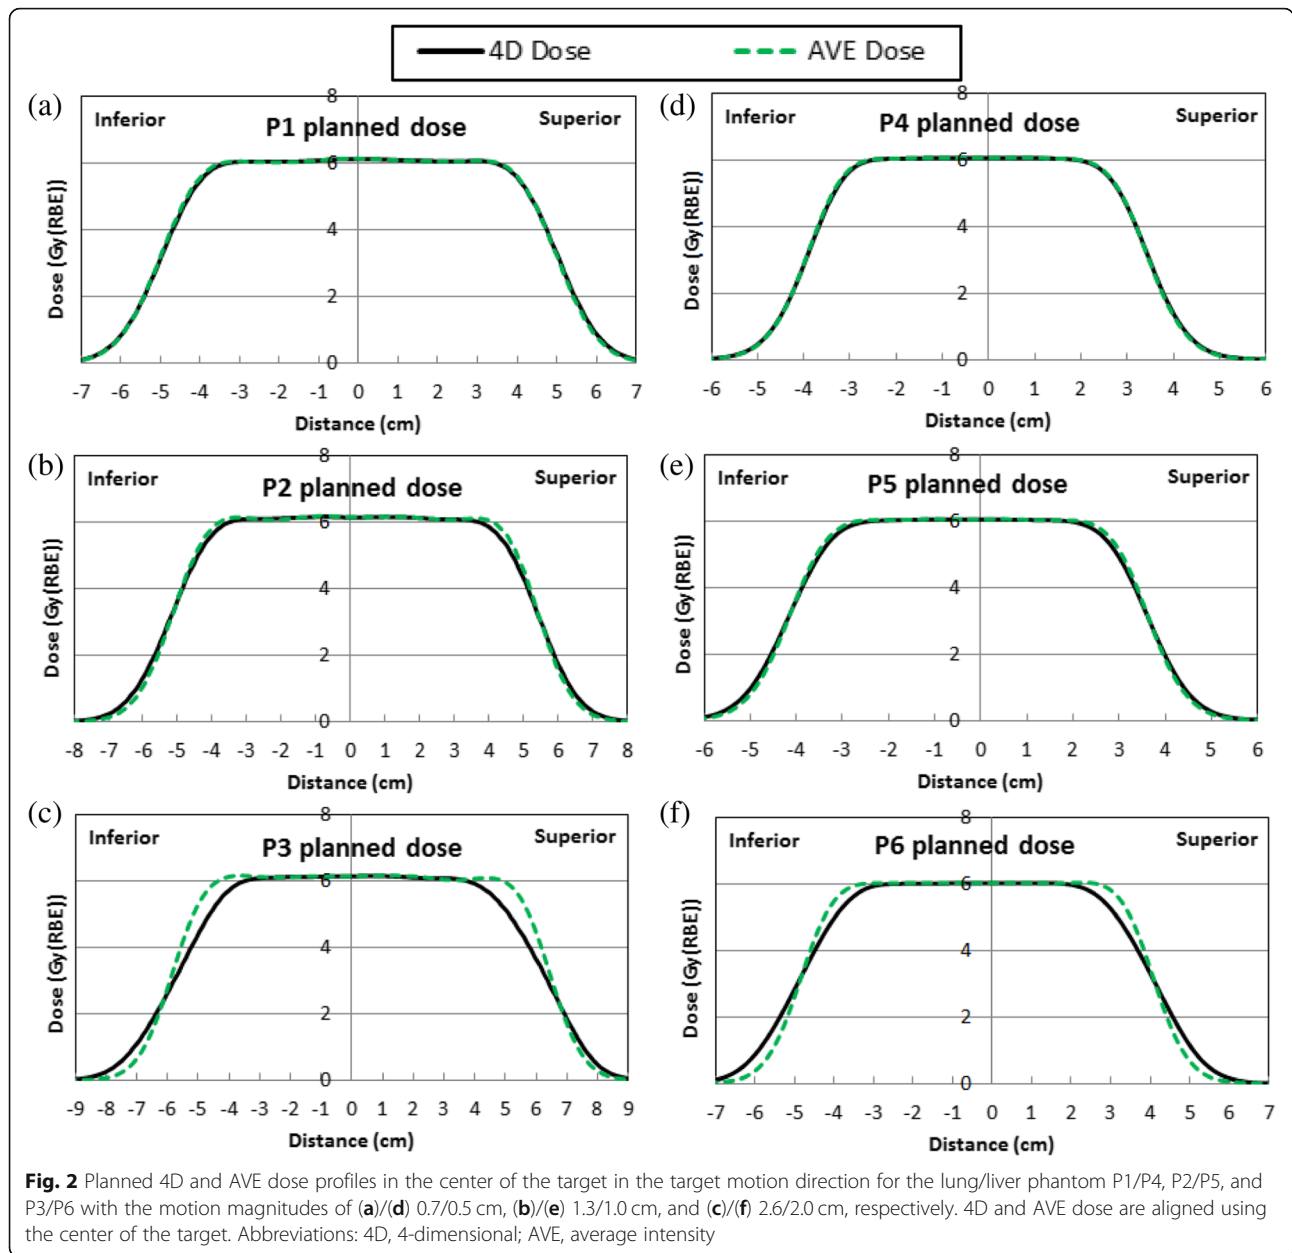 4D Dose AVE Dose
(a)
8
Inferior
P1 planned dose
Superior
6
4
2
0
Dose (Gy(RBE))
-7 -6 -5 -4 -3 -2 -1 0 1 2 3 4 5 6 7
Distance (cm)
(d)
8
Inferior
P4 planned dose
Superior
6
4
2
0
Dose (Gy(RBE))
-6 -5 -4 -3 -2 -1 0 1 2 3 4 5 6
Distance (cm)
(b)
8
Inferior
P2 planned dose
Superior
6
4
2
0
Dose (Gy(RBE))
-8 -7 -6 -5 -4 -3 -2 -1 0 1 2 3 4 5 6 7 8
Distance (cm)
(e)
8
Inferior
P5 planned dose
Superior
6
4
2
0
Dose (Gy(RBE))
-6 -5 -4 -3 -2 -1 0 1 2 3 4 5 6
Distance (cm)
(c)
8
Inferior
P3 planned dose
Superior
6
4
2
0
Dose (Gy(RBE))
-9 -8 -7 -6 -5 -4 -3 -2 -1 0 1 2 3 4 5 6 7 8 9
Distance (cm)
(f)
8
Inferior
P6 planned dose
Superior
6
4
2
0
Dose (Gy(RBE))
-7 -6 -5 -4 -3 -2 -1 0 1 2 3 4 5 6 7
Distance (cm)
Fig. 2 Planned 4D and AVE dose profiles in the center of the target in the target motion direction for the lung/liver phantom P1/P4, P2/P5, and
P3/P6 with the motion magnitudes of (a)/(d) 0.7/0.5 cm, (b)/(e) 1.3/1.0 cm, and (c)/(f) 2.6/2.0 cm, respectively. 4D and AVE dose are aligned using
the center of the target. Abbreviations: 4D, 4-dimensional; AVE, average intensity